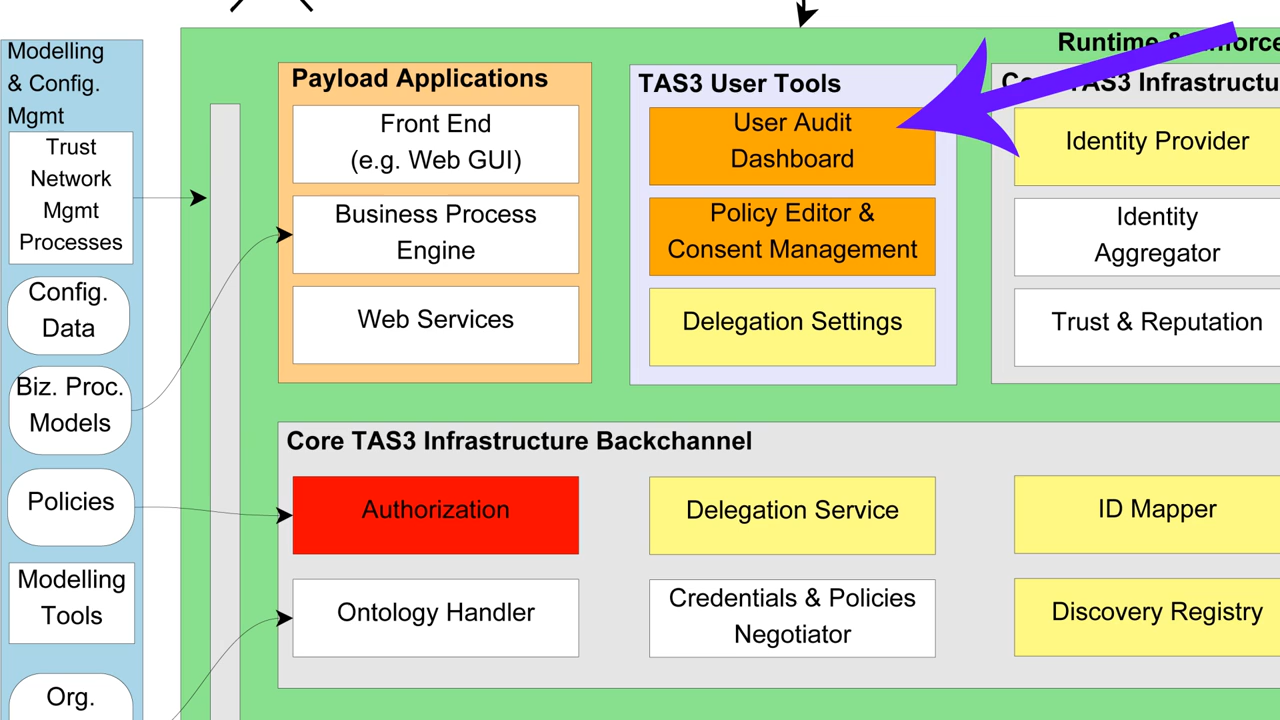 Modelling
& Config.
Mgmt
Trust
Network
Mgmt
Processes
Config.
Data
Biz. Proc.
Models
Policies
Modelling
Tools
Org.
Runtime &
Payload Applications
Front End
(e.g. Web GUI)
Business Process
Engine
Web Services
TAS3 User Tools
User Audit
Dashboard
Policy Editor &
Consent Management
Delegation Settings
TAS3
Identity Provider
Identity
Aggregator
Trust & Reputation
Core TAS3 Infrastructure Backchannel
Authorization
Delegation Service
ID Mapper
Ontology Handler
Credentials & Policies
Negotiator
Discovery Registry